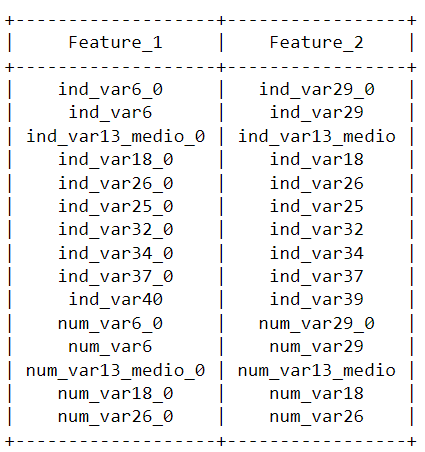 +-------------------+-----------------+
|     Feature_1     |    Feature_2    |
+-------------------+-----------------+
|    ind_var6_0     |   ind_var29_0   |
|     ind_var6      |    ind_var29    |
| ind_var13_medio_0 | ind_var13_medio |
|    ind_var18_0    |    ind_var18    |
|    ind_var26_0    |    ind_var26    |
|    ind_var25_0    |    ind_var25    |
|    ind_var32_0    |    ind_var32    |
|    ind_var34_0    |    ind_var34    |
|    ind_var37_0    |    ind_var37    |
|     ind_var40     |    ind_var39    |
|    num_var6_0     |   num_var29_0   |
|     num_var6      |    num_var29    |
| num_var13_medio_0 | num_var13_medio |
|    num_var18_0    |    num_var18    |
|    num_var26_0    |    num_var26    |
+-------------------+-----------------+